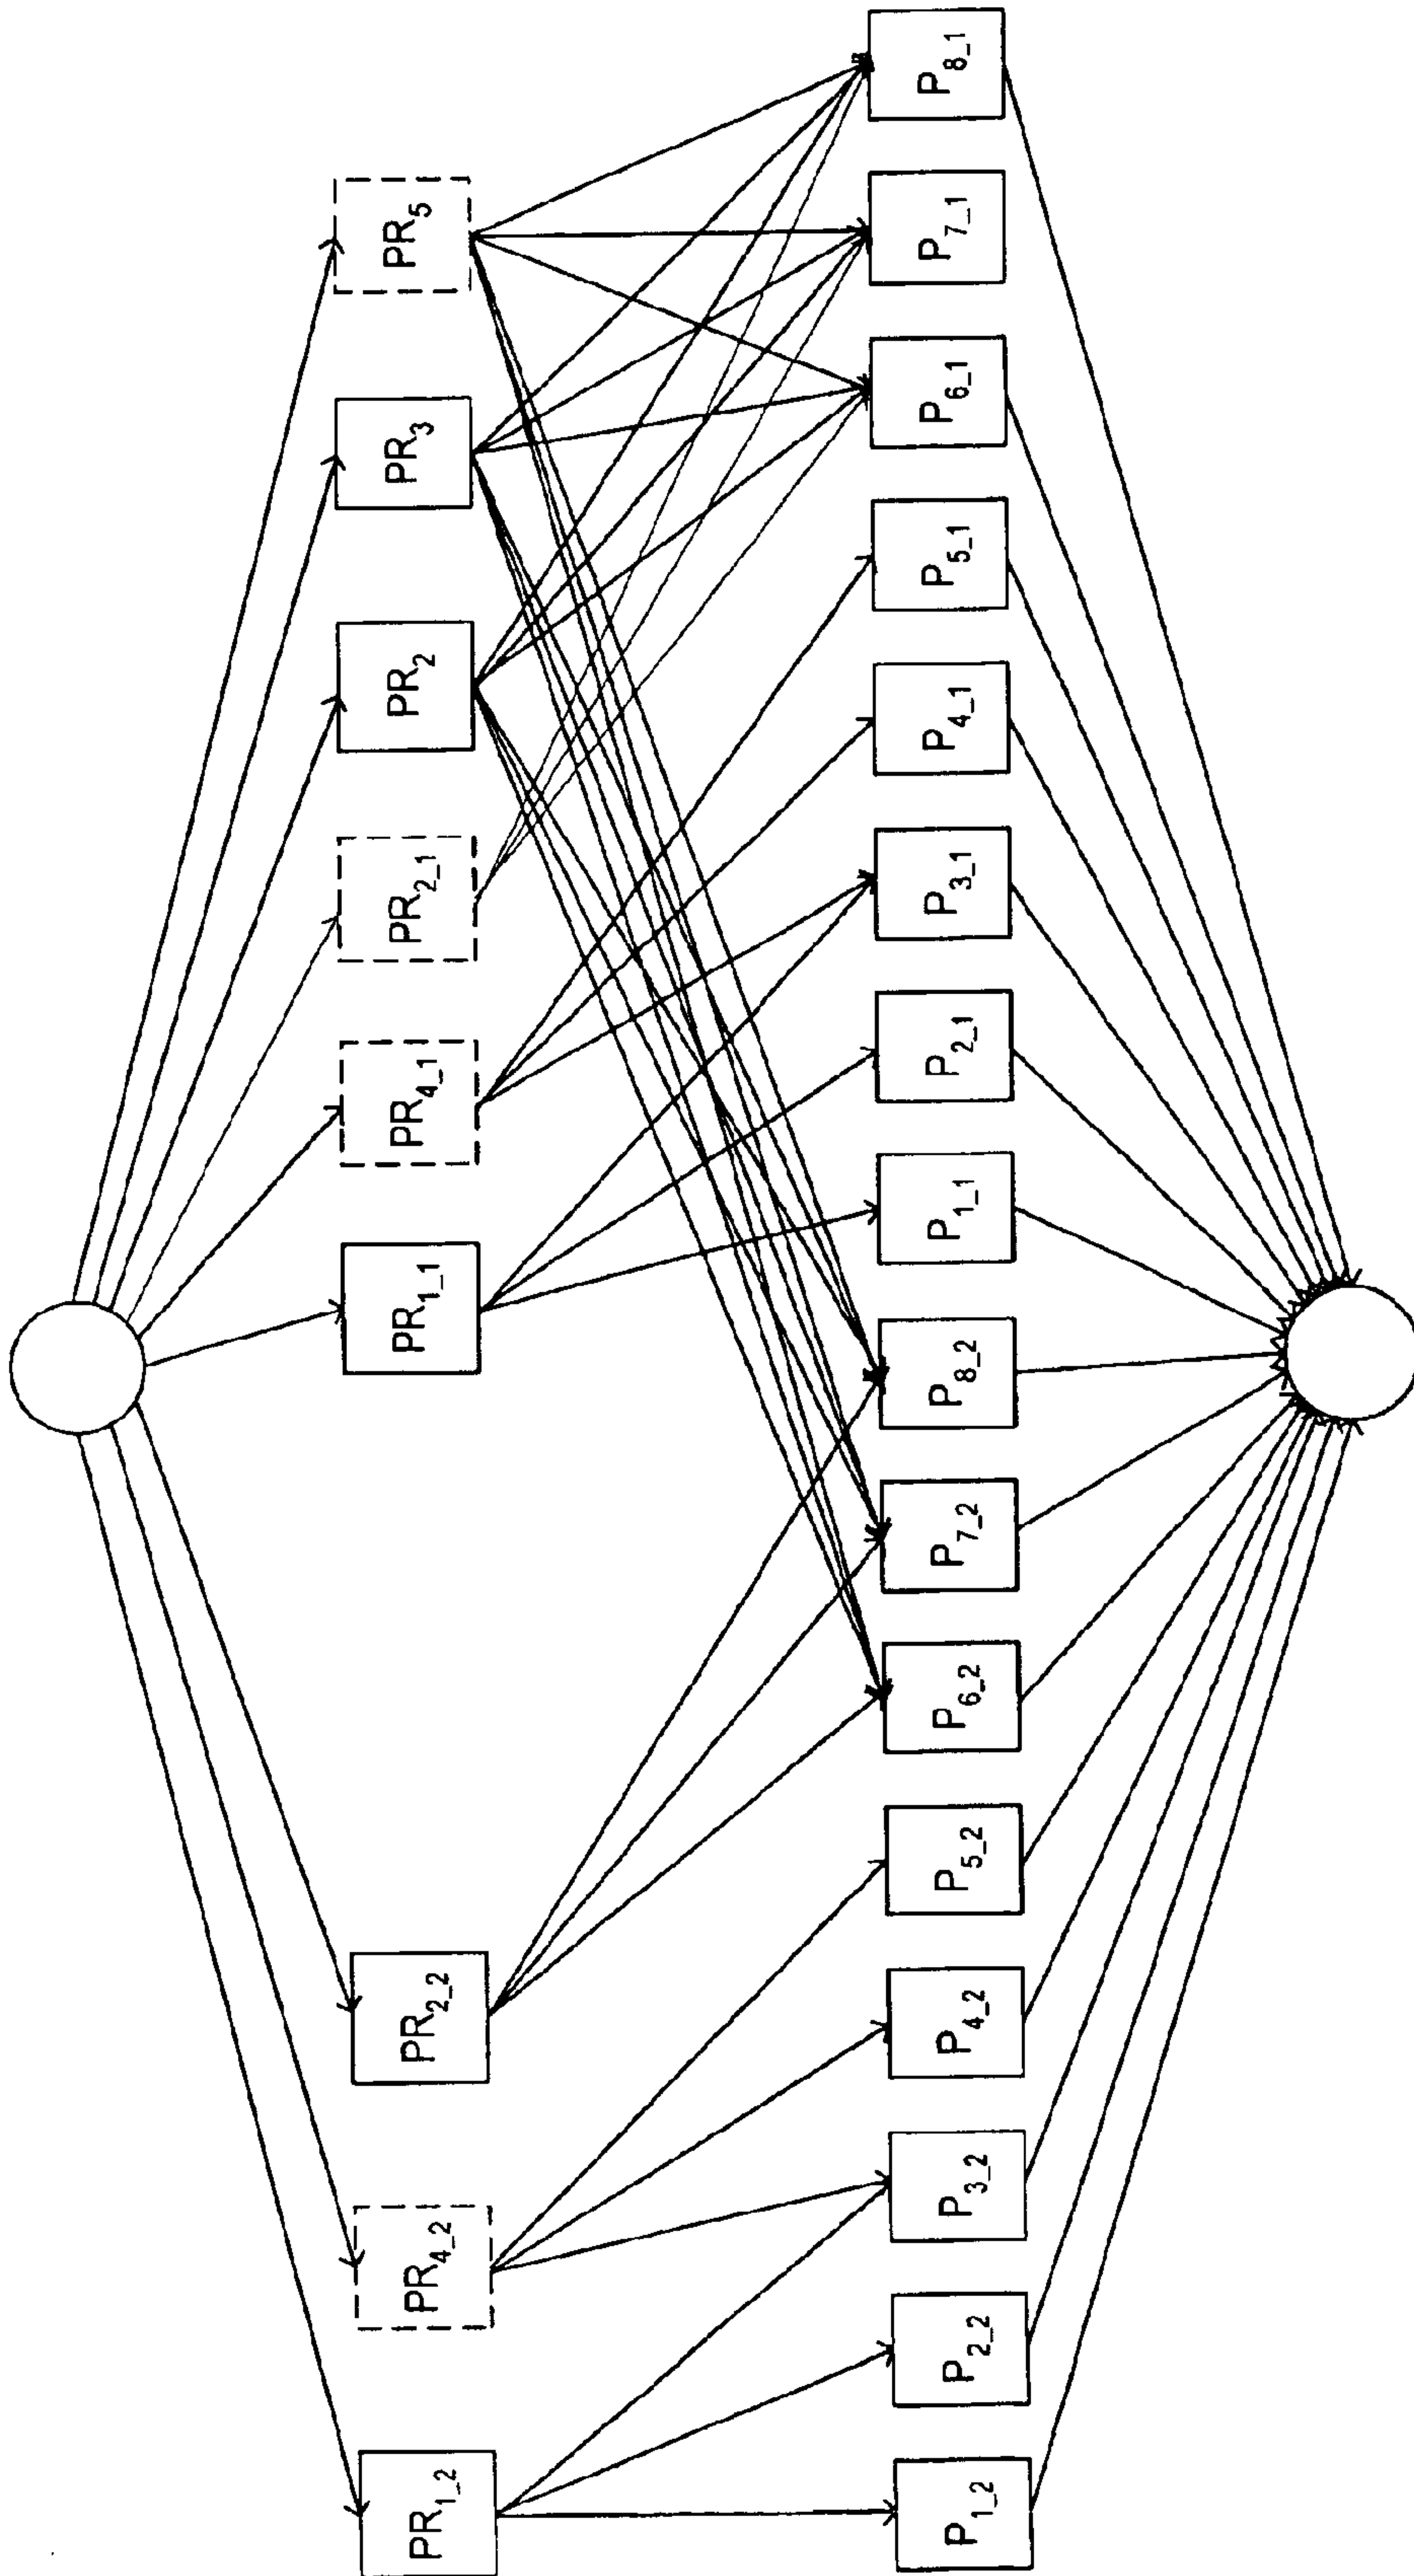 PR₁_₂
PR₄_₂
PR₂_₂
PR₁_₁
PR₄_₁
PR₂_₁
PR₂
PR₃
PR₅
P₁_₂
P₂_₂
P₃_₂
P₄_₂
P₅_₂
P₆_₂
P₇_₂
P₈_₂
P₁_₁
P₂_₁
P₃_₁
P₄_₁
P₅_₁
P₆_₁
P₇_₁
P₈_₁